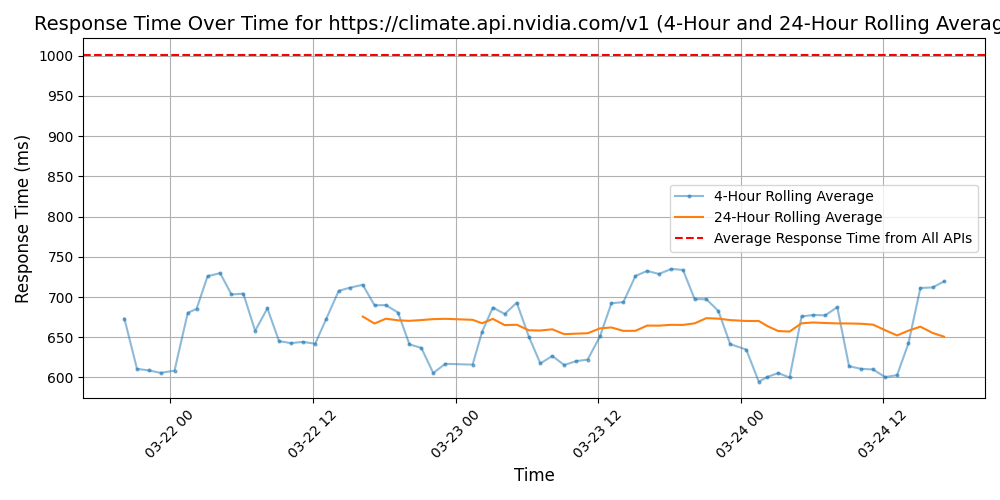 Response Time Over Time for https://climate.api.nvidia.com/v1 (4-Hour and 24-Hour Rolling Averag
Response Time (ms)
1000
950
900
850
800
750
700
650
600
4-Hour Rolling Average
24-Hour Rolling Average
Average Response Time from All APIs
03-22 00
03-22 12
03-23 00
03-23 12
03-24 00
03-24 12
Time